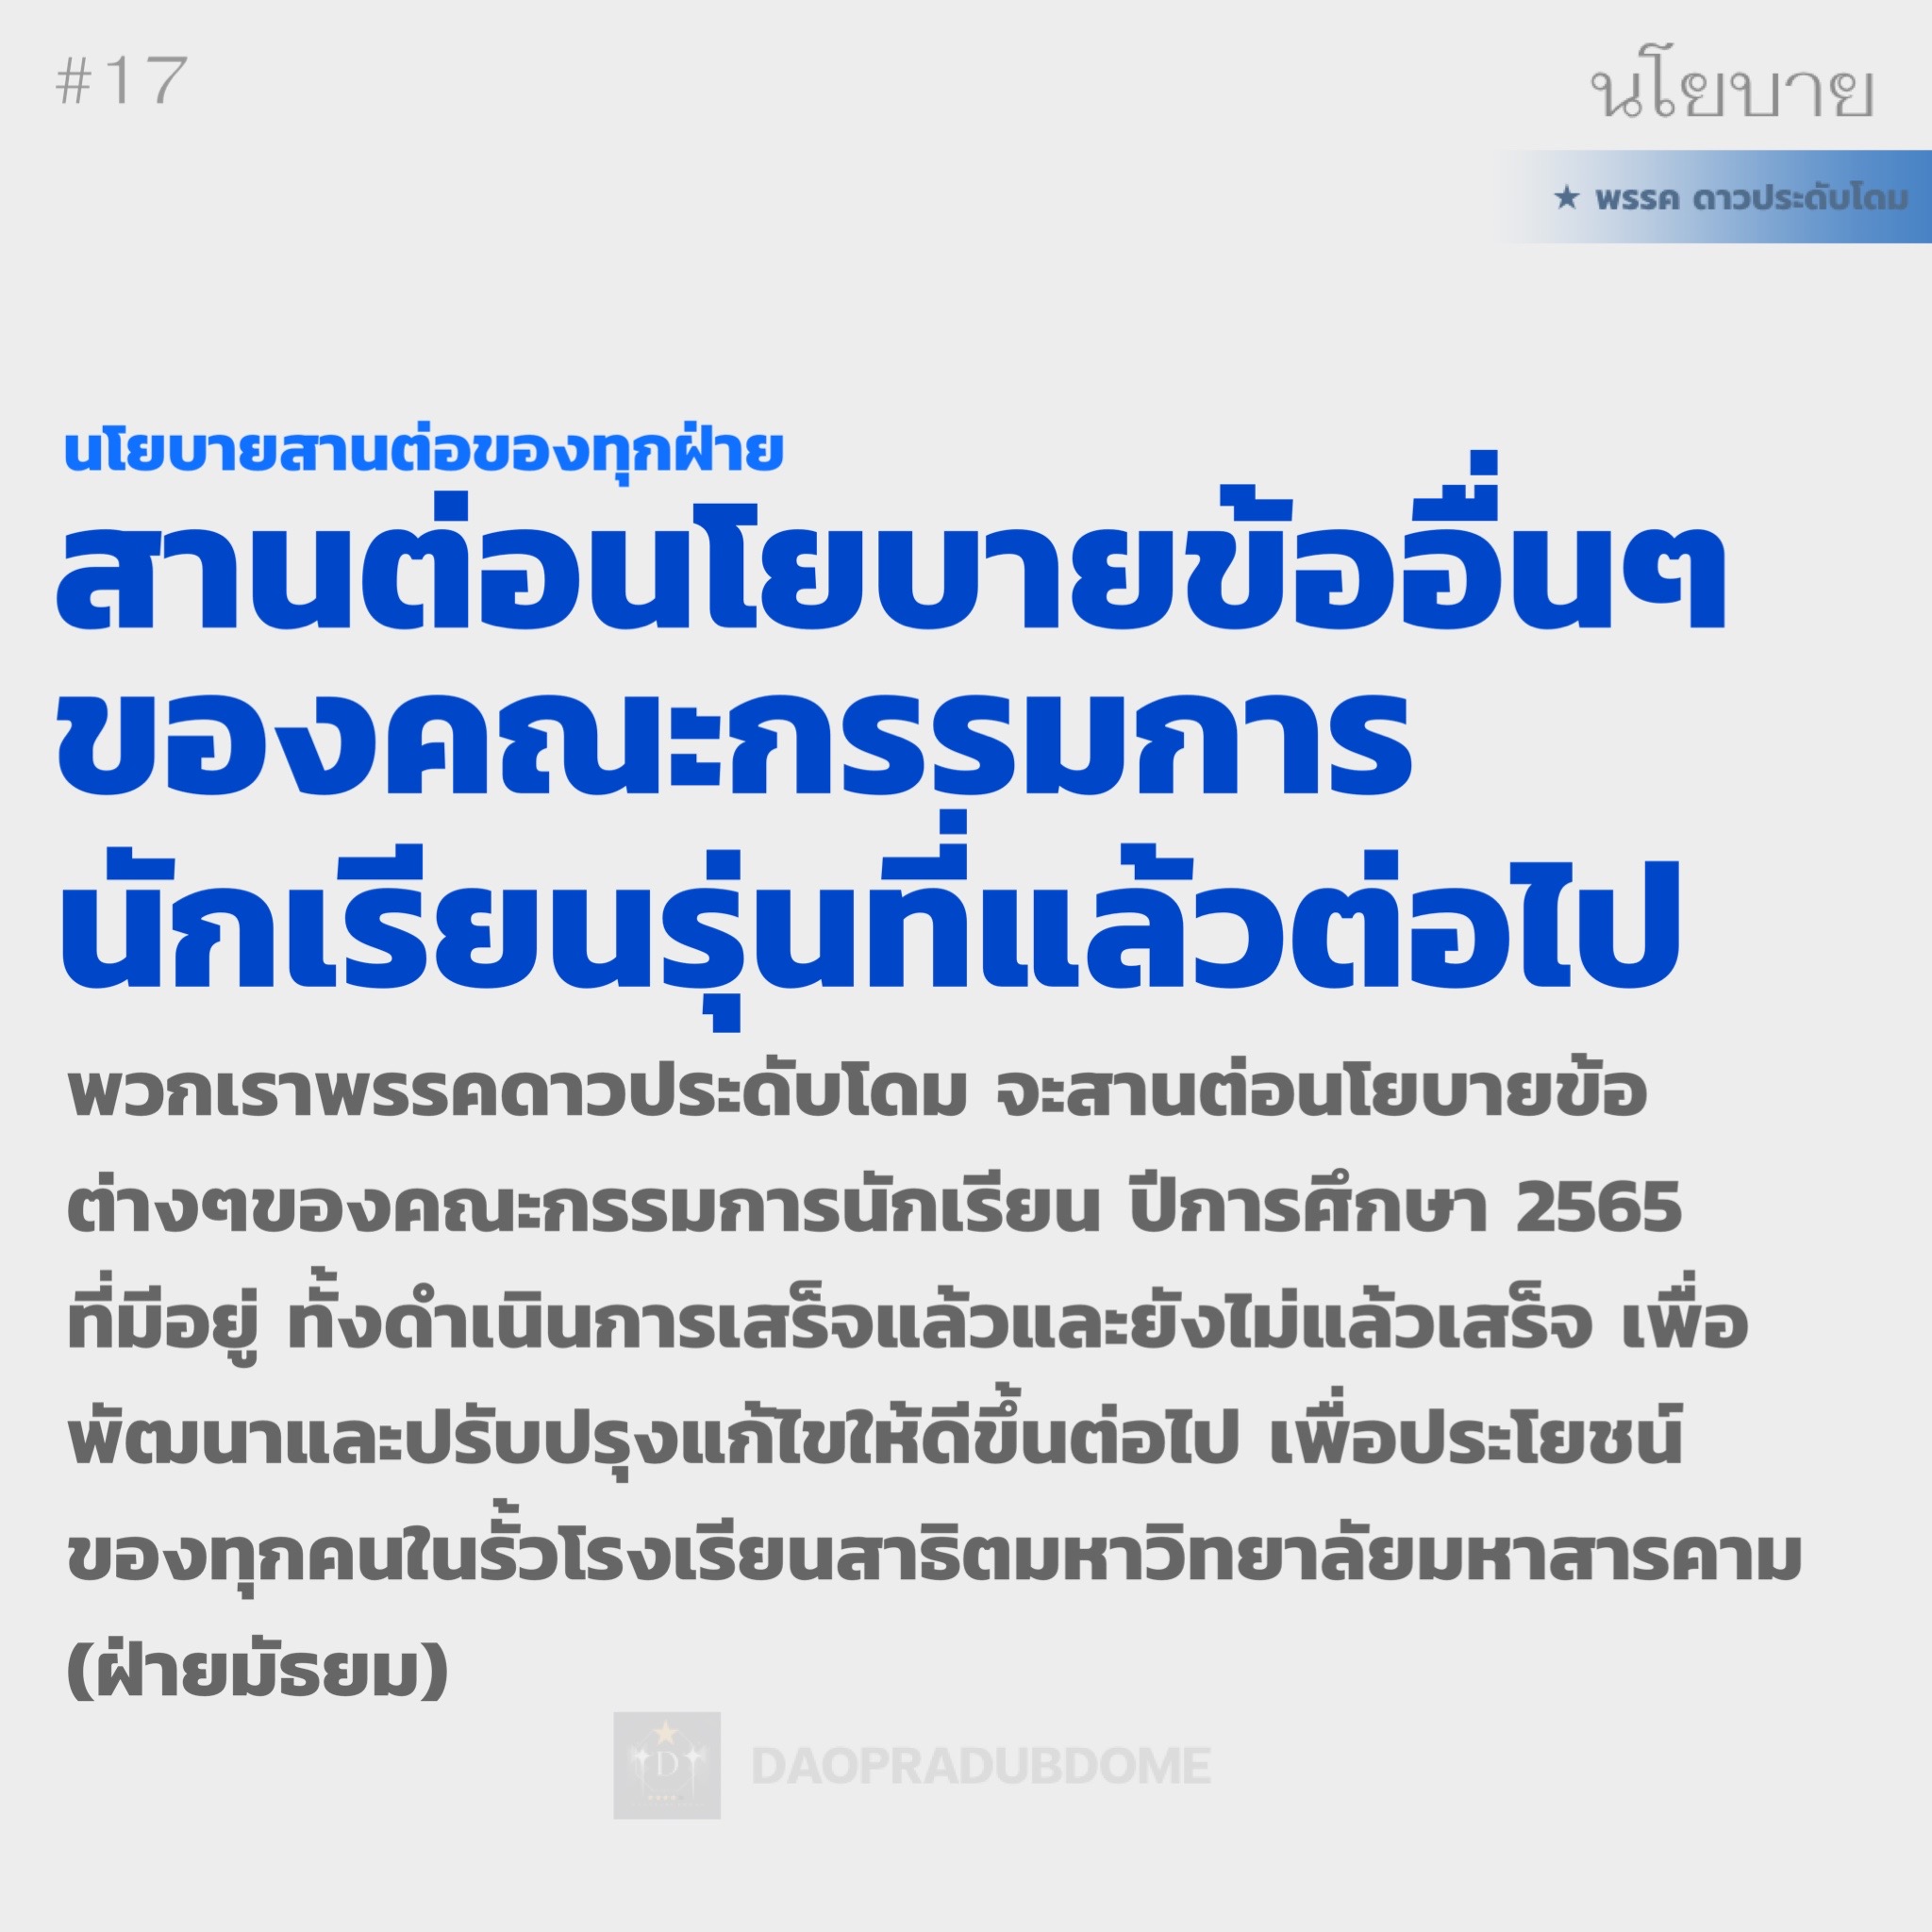 #17
นโยบาย
★ พรรค ดาวประดับโดม
นโยบายสานต่อของทุกฝ่าย
สานต่อนโยบายข้ออื่นๆ
ของคณะกรรมการ
นักเรียนรุ่นที่แล้วต่อไป
พวกเราพรรคดาวประดับโดม จะสานต่อนโยบายข้อ
ต่างๆของคณะกรรมการนักเรียน ปีการศึกษา 2565
ที่มีอยู่ ทั้งดำเนินการเสร็จแล้วและยังไม่แล้วเสร็จ เพื่อ
พัฒนาและปรับปรุงแก้ไขให้ดีขึ้นต่อไป เพื่อประโยชน์
ของทุกคนในรั้วโรงเรียนสาธิตมหาวิทยาลัยมหาสารคาม
(ฝ่ายมัธยม)
D
DAOPRADUBDOME